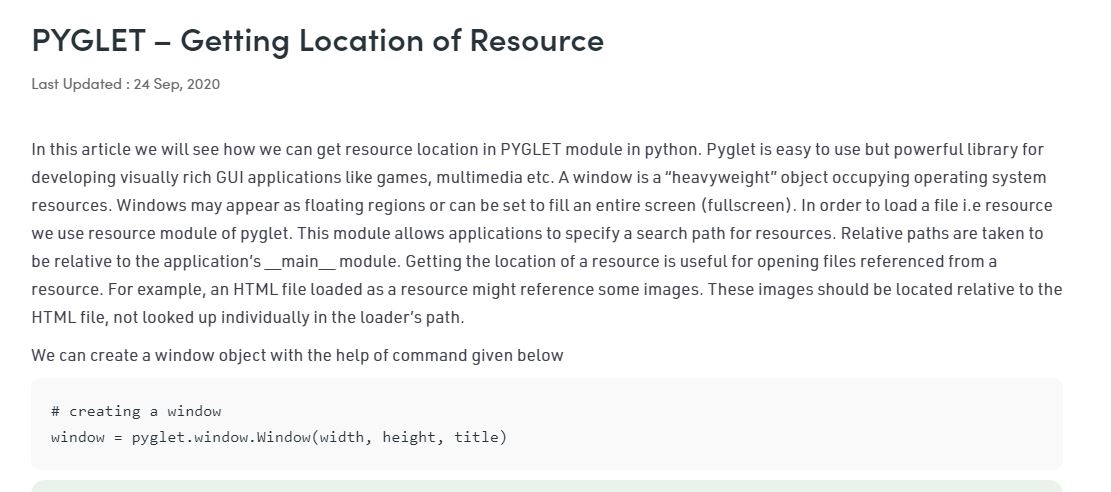 PYGLET – Getting Location of Resource
Last Updated : 24 Sep, 2020
In this article we will see how we can get resource location in PYGLET module in python. Pyglet is easy to use but powerful library for
developing visually rich GUI applications like games, multimedia etc. A window is a “heavyweight” object occupying operating system
resources. Windows may appear as floating regions or can be set to fill an entire screen (fullscreen). In order to load a file i.e resource
we use resource module of pyglet. This module allows applications to specify a search path for resources. Relative paths are taken to
be relative to the application’s __main__ module. Getting the location of a resource is useful for opening files referenced from a
resource. For example, an HTML file loaded as a resource might reference some images. These images should be located relative to the
HTML file, not looked up individually in the loader’s path.
We can create a window object with the help of command given below
# creating a window
window = pyglet.window.Window(width, height, title)